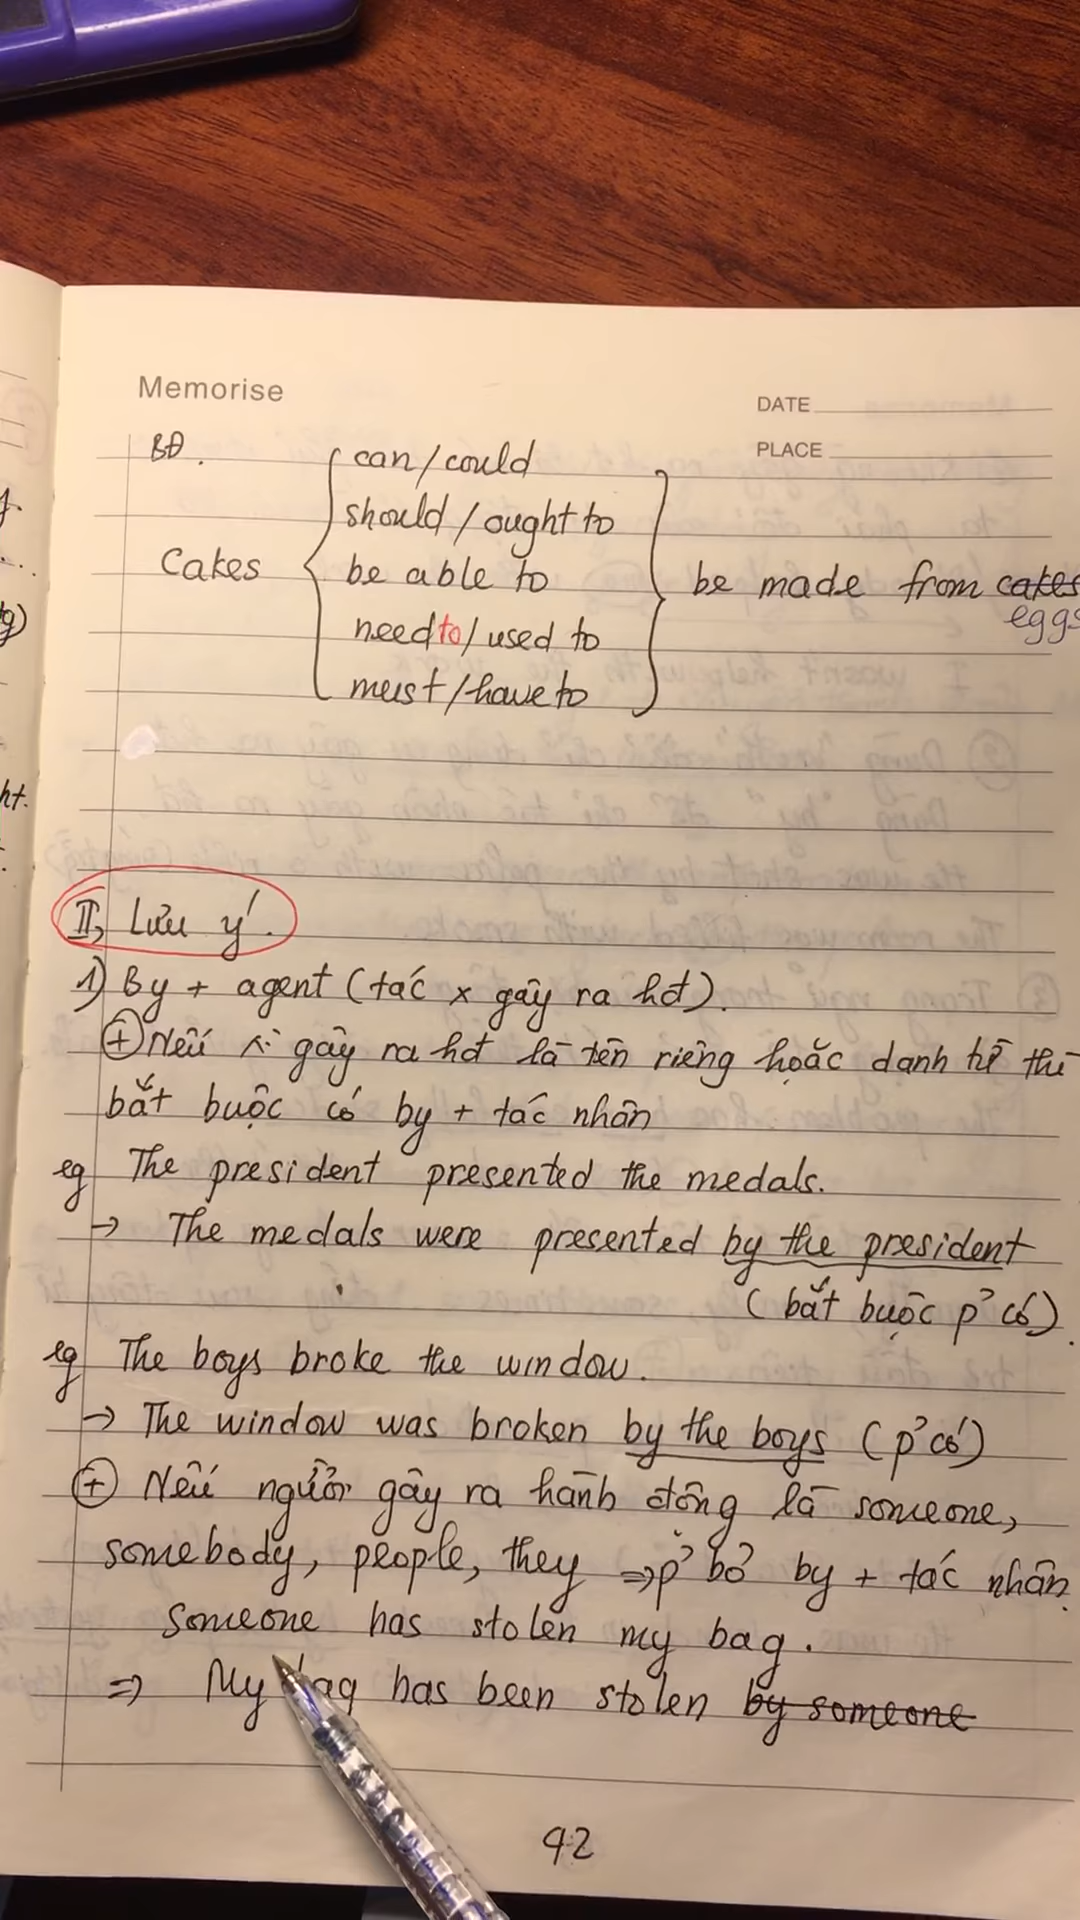 Memorise
DATE
PLACE
BĐ.
can/could
should/ought to
Cakes be able to be made from cakes
eggs
need to/used to
must/have to
II, Lưu ý.
1) By + agent (tác x gây ra hđ).
+ Nếu gây ra hđ là tên riêng hoặc danh từ thì
bắt buộc có by + tác nhân
eg The president presented the medals.
→ The medals were presented by the president
(bắt buộc p² có).
eg The boys broke the window.
→ The window was broken by the boys (p² có)
+ Nếu người gây ra hành động là someone,
somebody, people, they ⇒ p² bỏ by + tác nhân.
Someone has stolen my bag.
⇒ My bag has been stolen by someone
42